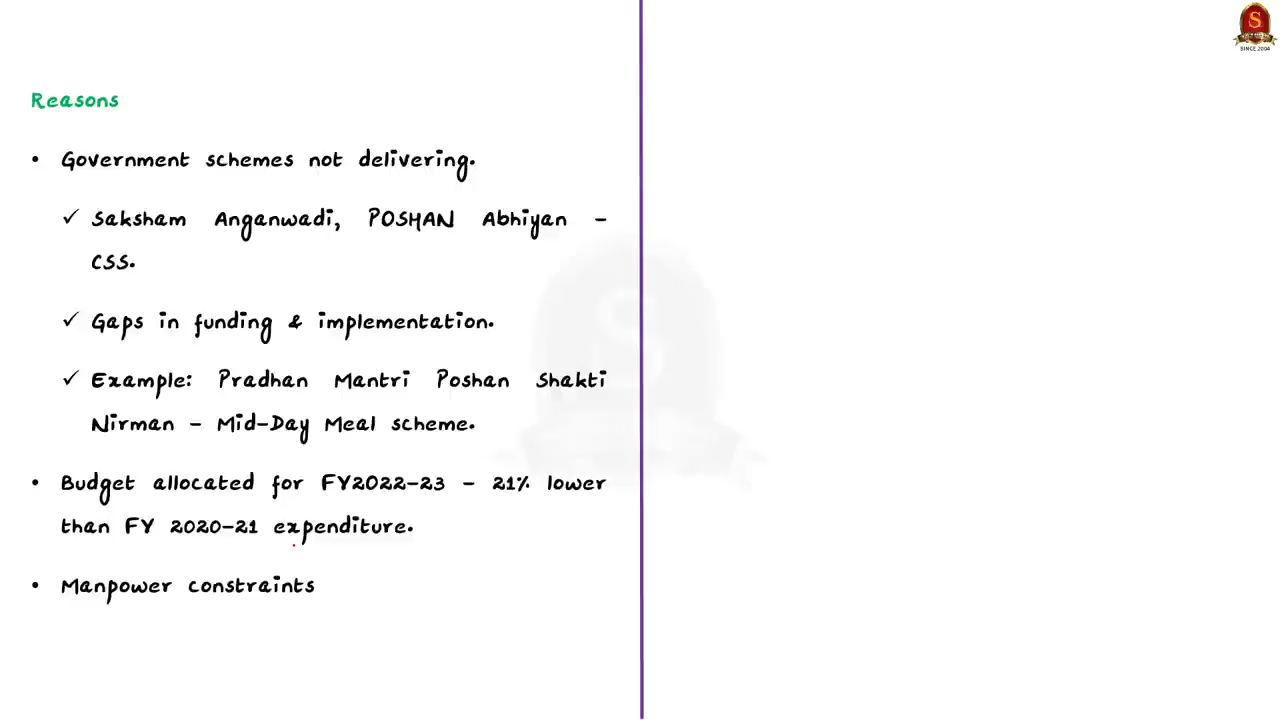 Reasons
• Government schemes not delivering.
✓ Saksham Anganwadi, POSHAN Abhiyan –
CSS.
✓ Gaps in funding & implementation.
✓ Example: Pradhan Mantri Poshan Shakti
Nirman – Mid-Day Meal scheme.
• Budget allocated for FY2022-23 – 21% lower
than FY 2020-21 expenditure.
• Manpower constraints
S
SINCE 2004